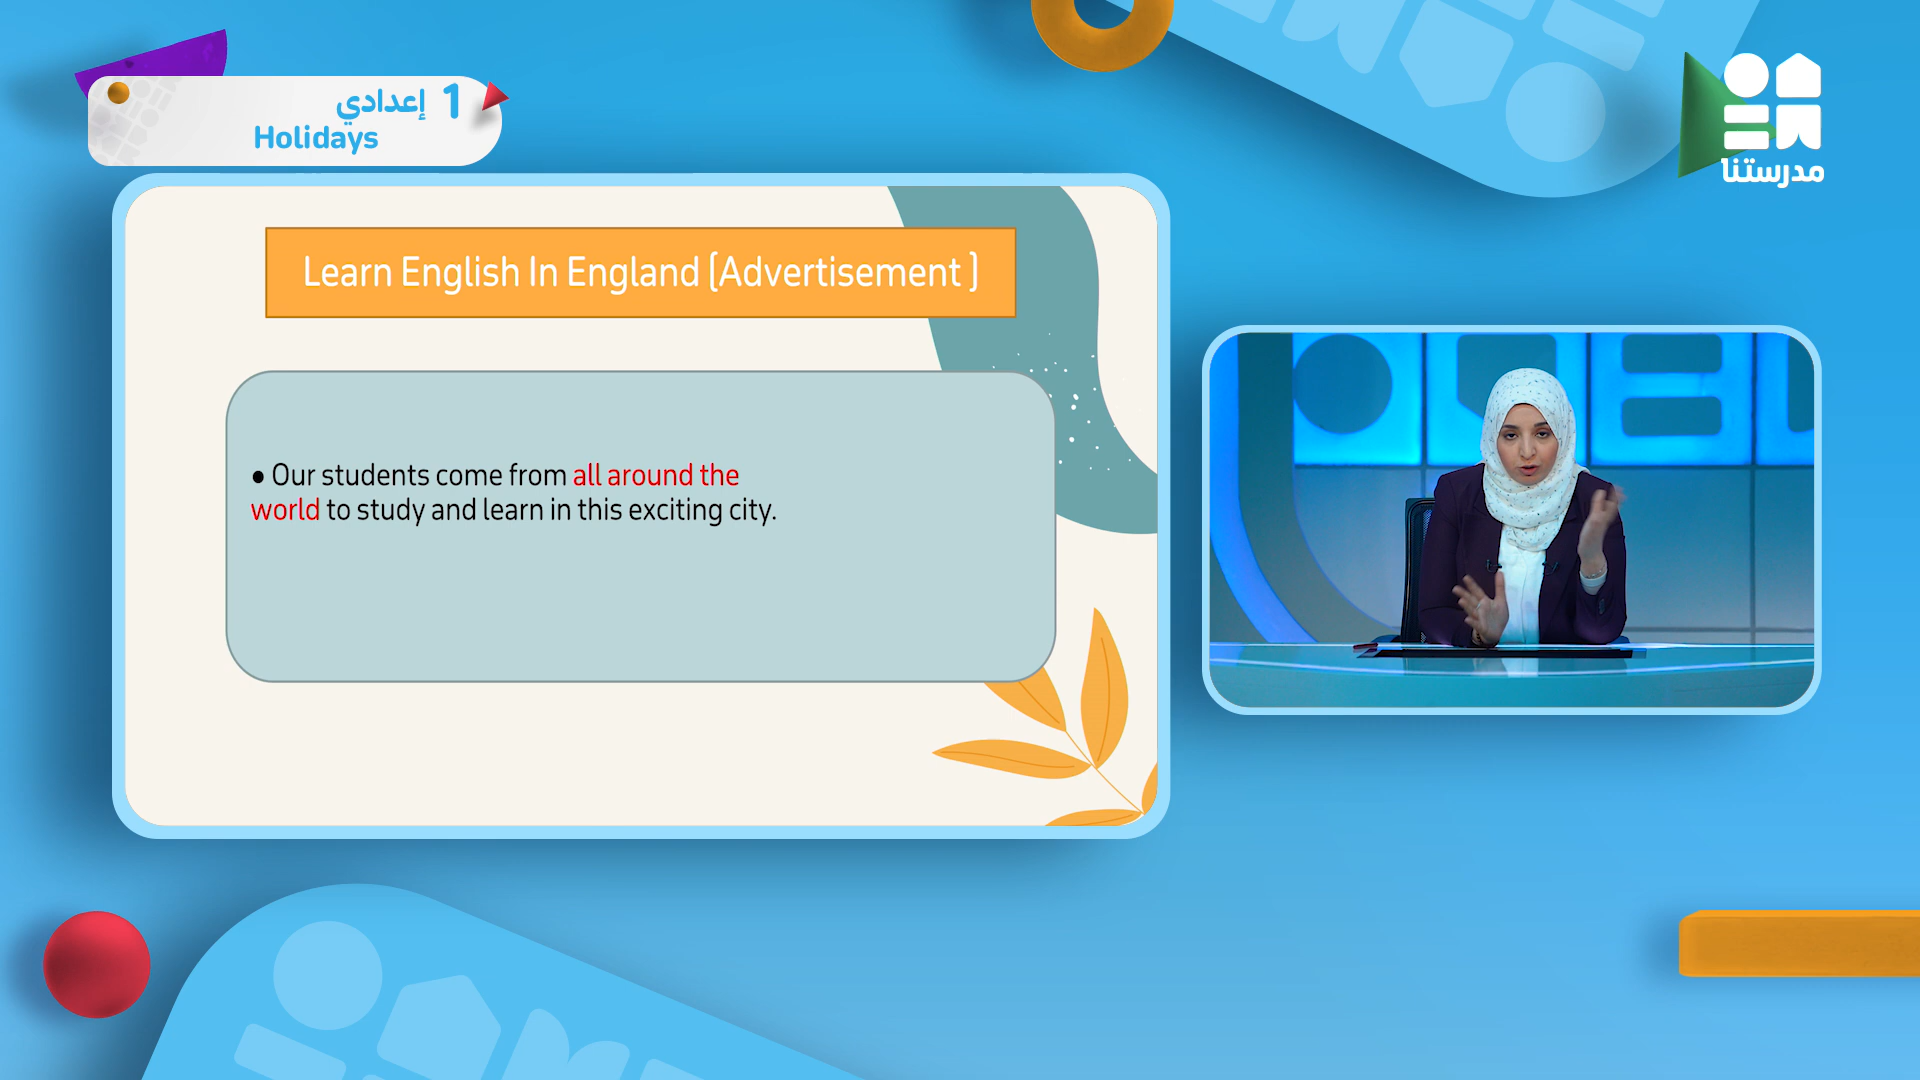 1 إعدادي
Holidays
مدرستنا
Learn English In England (Advertisement )
● Our students come from all around the
world to study and learn in this exciting city.